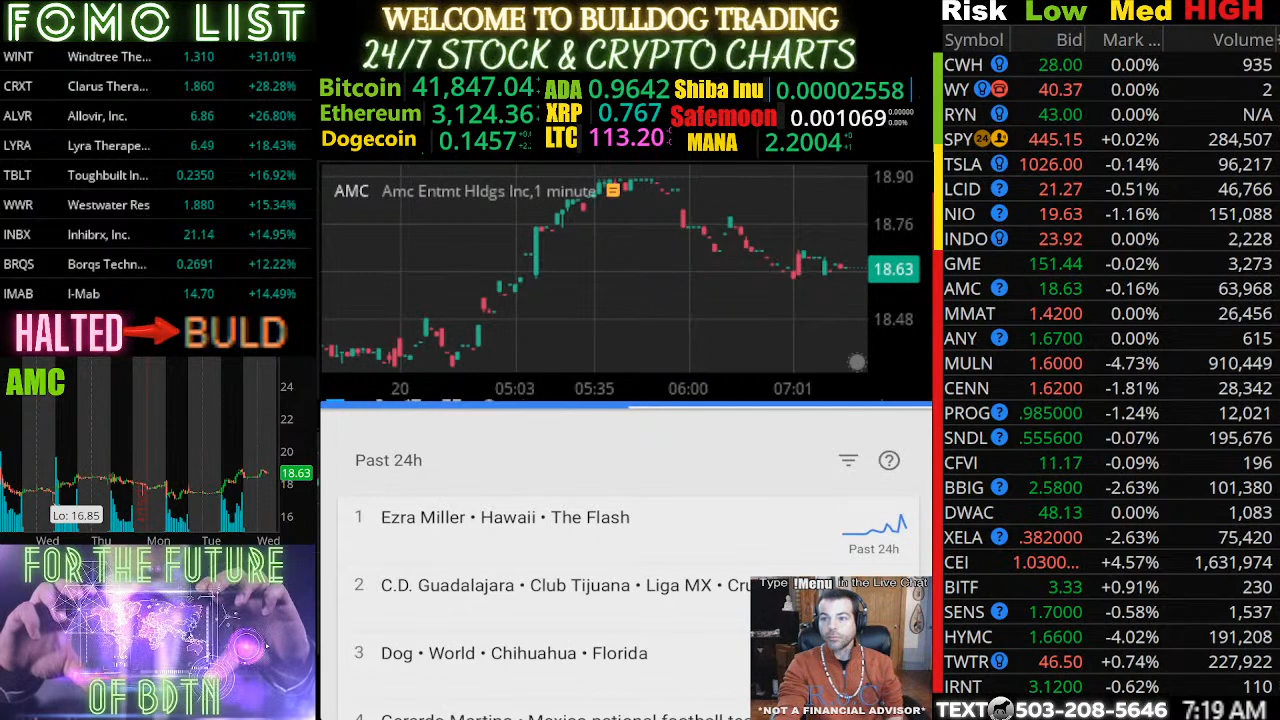 FOMO LIST
WINT Windtree The... 1.310 +31.01%
CRXT Clarus Thera... 1.860 +28.28%
ALVR Allovir, Inc. 6.86 +26.80%
LYRA Lyra Therape... 6.49 +18.43%
TBLT Toughbuilt In... 0.2350 +16.92%
WWR Westwater Res 1.880 +15.34%
INBX Inhibrx, Inc. 21.14 +14.95%
BRQS Borqs Techn... 0.2691 +12.22%
IMAB I-Mab 14.70 +14.49%
HALTED BULD
AMC
24
22
20
18.63
18
16
Lo: 16.85
Wed Thu Mon Tue Wed
FOR THE FUTURE
OF BDTN
WELCOME TO BULLDOG TRADING
24/7 STOCK & CRYPTO CHARTS
Bitcoin 41,847.04 ADA 0.9642 Shiba Inu 0.00002558
Ethereum 3,124.36 XRP 0.767 Safemoon 0.001069 0.00000 0.00%
Dogecoin 0.1457 LTC 113.20 MANA 2.2004
AMC Amc Entmt Hldgs Inc,1 minute
18.90
18.76
18.63
18.48
20 05:03 05:35 06:00 07:01
Past 24h
1 Ezra Miller • Hawaii • The Flash
Past 24h
2 C.D. Guadalajara • Club Tijuana • Liga MX •
3 Dog • World • Chihuahua • Florida
4 Gerardo Martino • Mexico national football
Type !Menu In the Live Chat
*NOT A FINANCIAL ADVISOR*
Risk Low Med HIGH
Symbol Bid Mark ... Volume
CWH 28.00 0.00% 935
WY 40.37 0.00% 2
RYN 43.00 0.00% N/A
SPY 24 445.15 +0.02% 284,507
TSLA 1026.00 -0.14% 96,217
LCID 21.27 -0.51% 46,766
NIO ? 19.63 -1.16% 151,088
INDO 23.92 0.00% 2,228
GME 151.44 -0.02% 3,273
AMC ? 18.63 -0.16% 63,968
MMAT 1.4200 0.00% 26,456
ANY ? 1.6700 0.00% 615
MULN 1.6000 -4.73% 910,449
CENN 1.6200 -1.81% 28,342
PROG ? .985000 -1.24% 12,021
SNDL ? .555600 -0.07% 195,676
CFVI 11.17 -0.09% 196
BBIG ? 2.5800 -2.63% 101,380
DWAC 48.13 0.00% 1,083
XELA ? .382000 -2.63% 75,420
CEI 1.0300... +4.57% 1,631,974
BITF 3.33 +0.91% 230
SENS ? 1.7000 -0.58% 1,537
HYMC 1.6600 -4.02% 191,208
TWTR 46.50 +0.74% 227,922
IRNT 3.1200 -0.62% 110
TEXT 503-208-5646 7:19 AM